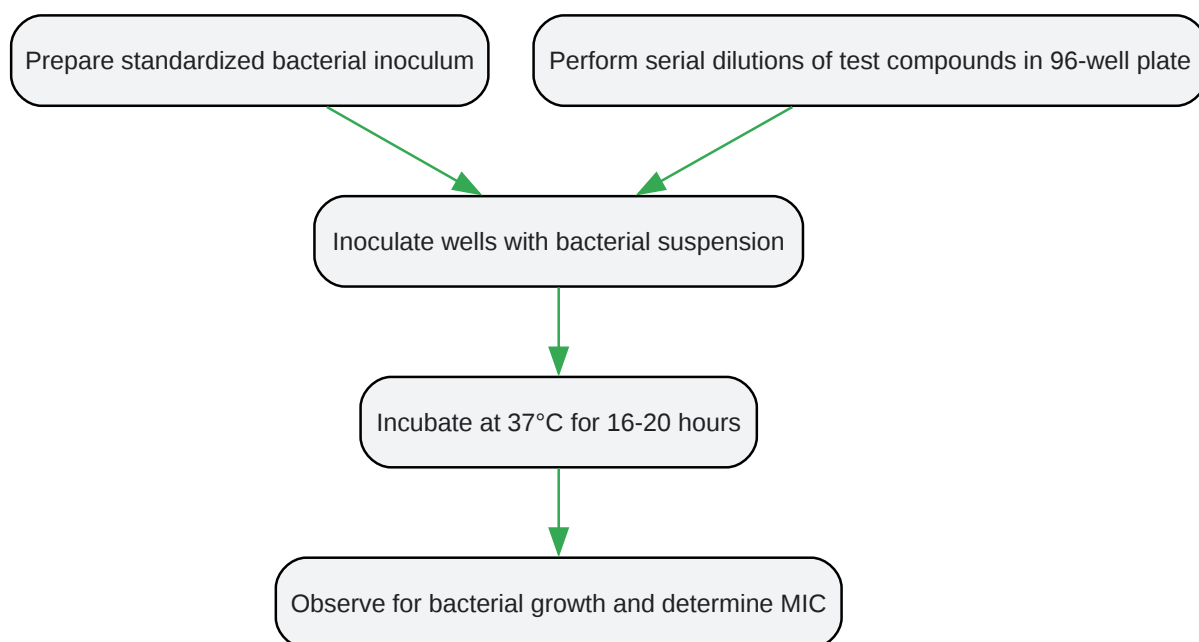 Prepare standardized bacterial inoculum
Perform serial dilutions of test compounds in 96-well plate
Inoculate wells with bacterial suspension
Incubate at 37°C for 16-20 hours
Observe for bacterial growth and determine MIC